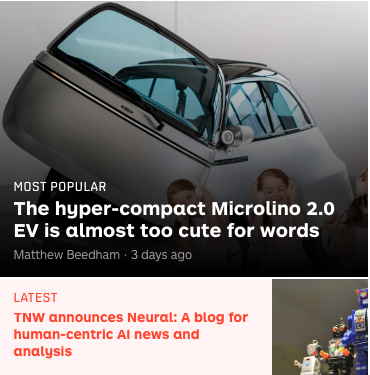 MOST POPULAR
The hyper-compact Microlino 2.0
EV is almost too cute for words
Matthew Beedham · 3 days ago
LATEST
TNW announces Neural: A blog for
human-centric AI news and
analysis